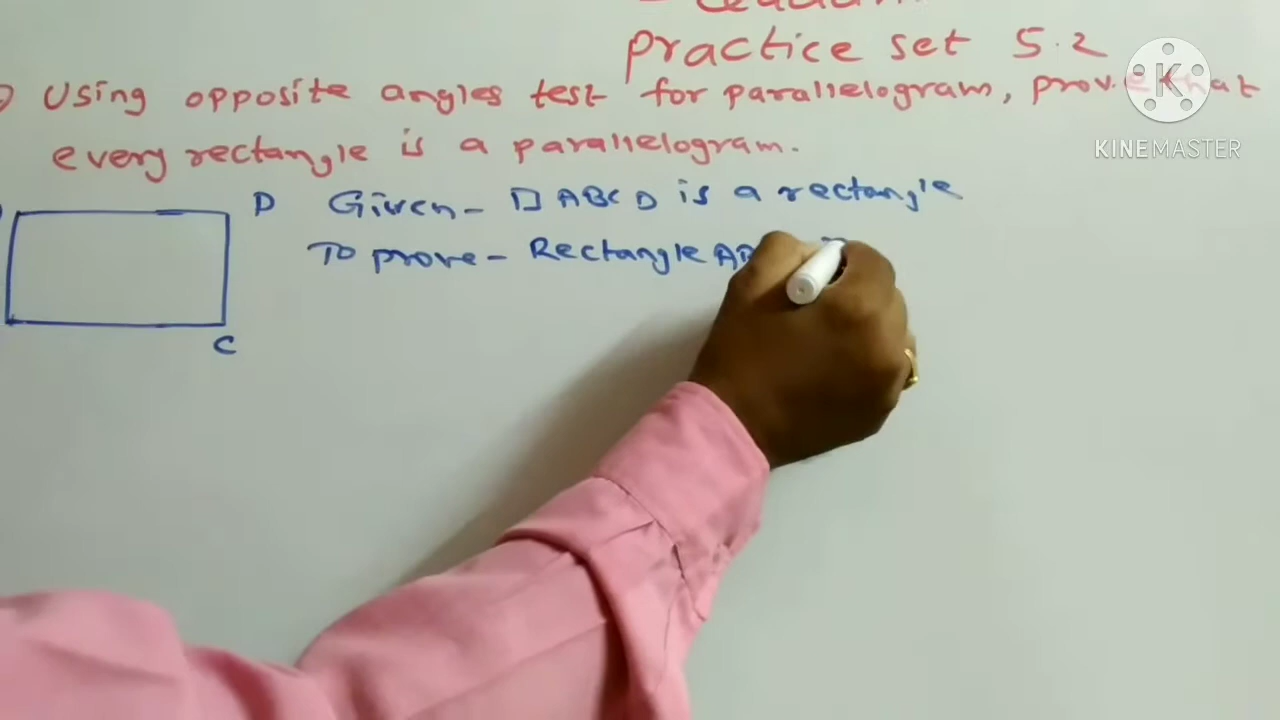 Practice set 5.2
Using opposite angles test for parallelogram, prove that
every rectangle is a parallelogram.
D Given - □ ABCD is a rectangle
To prove - Rectangle AB
C
K
KINEMASTER